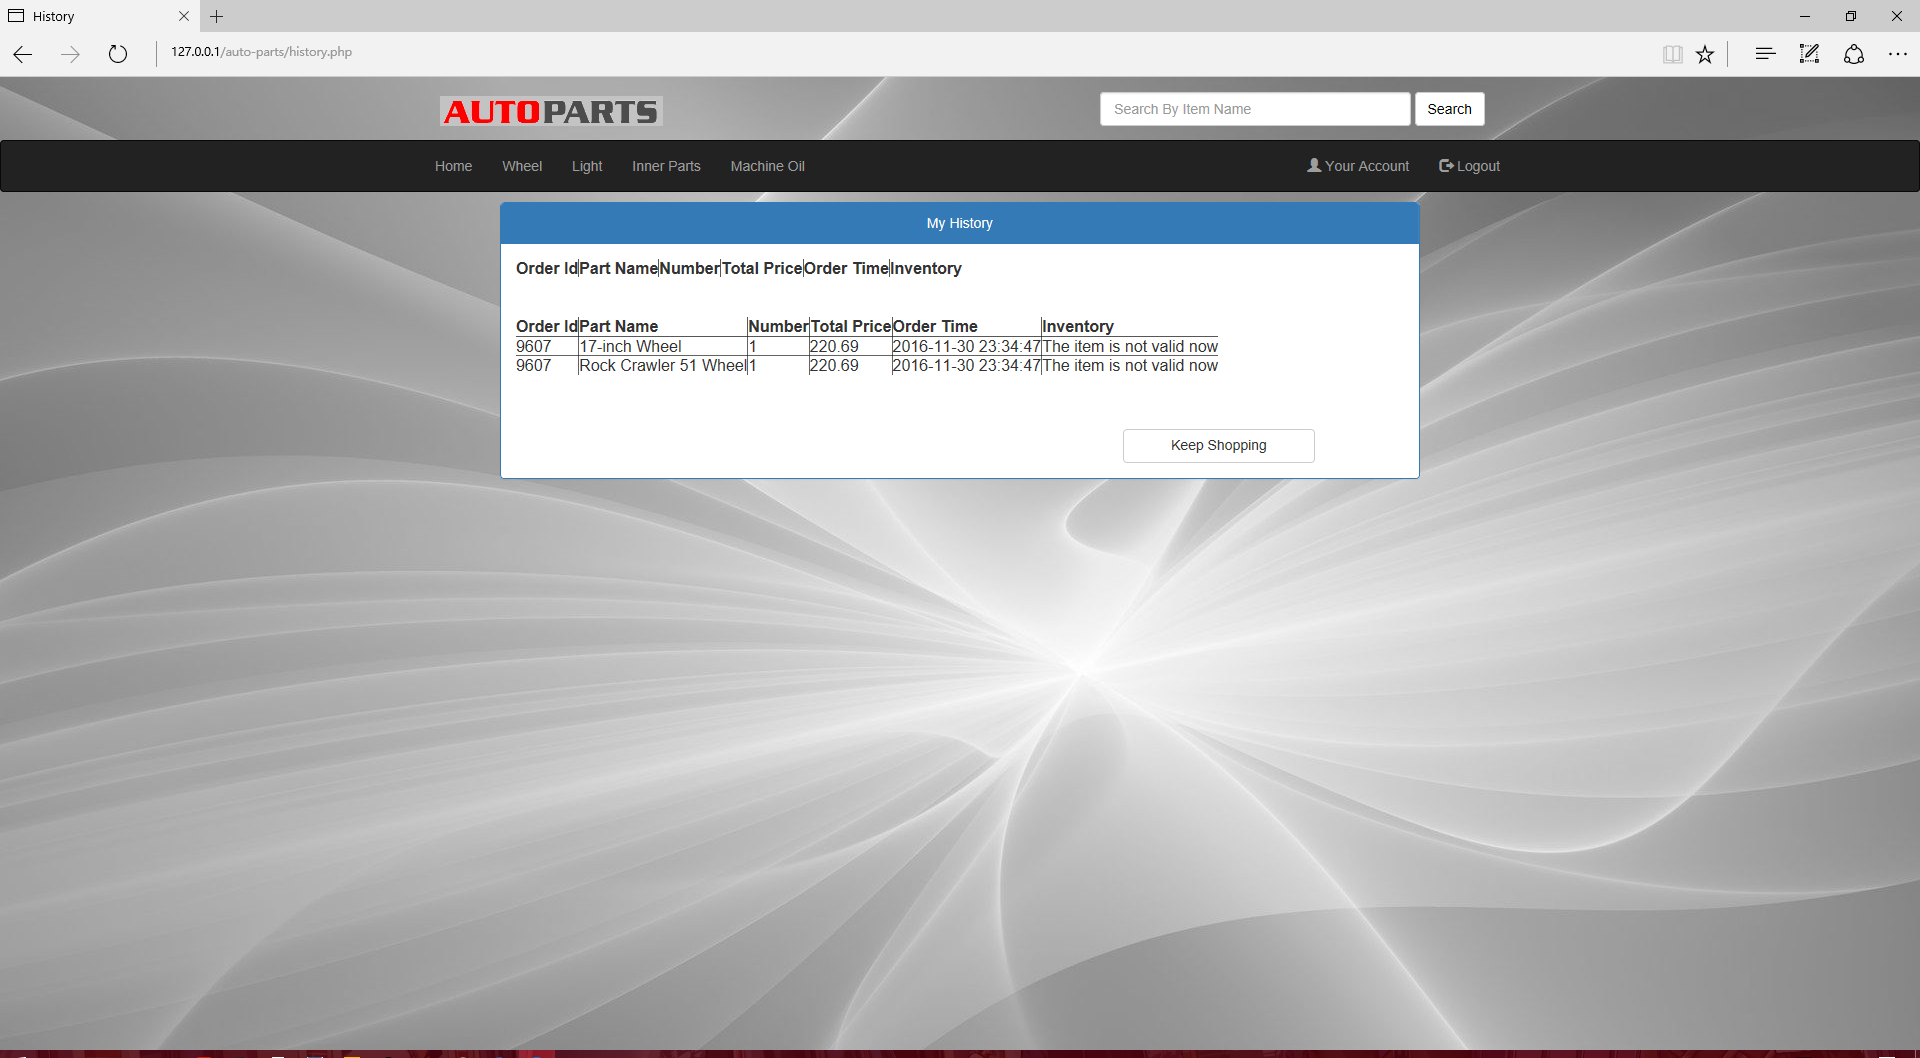 History
127.0.0.1/auto-parts/history.php
AUTOPARTS
Search By Item Name
Search
Home
Wheel
Light
Inner Parts
Machine Oil
Your Account
Logout
My History
Order Id Part Name Number Total Price Order Time Inventory
Order Id Part Name Number Total Price Order Time Inventory
9607 17-inch Wheel 1 220.69 2016-11-30 23:34:47 The item is not valid now
9607 Rock Crawler 51 Wheel 1 220.69 2016-11-30 23:34:47 The item is not valid now
Keep Shopping